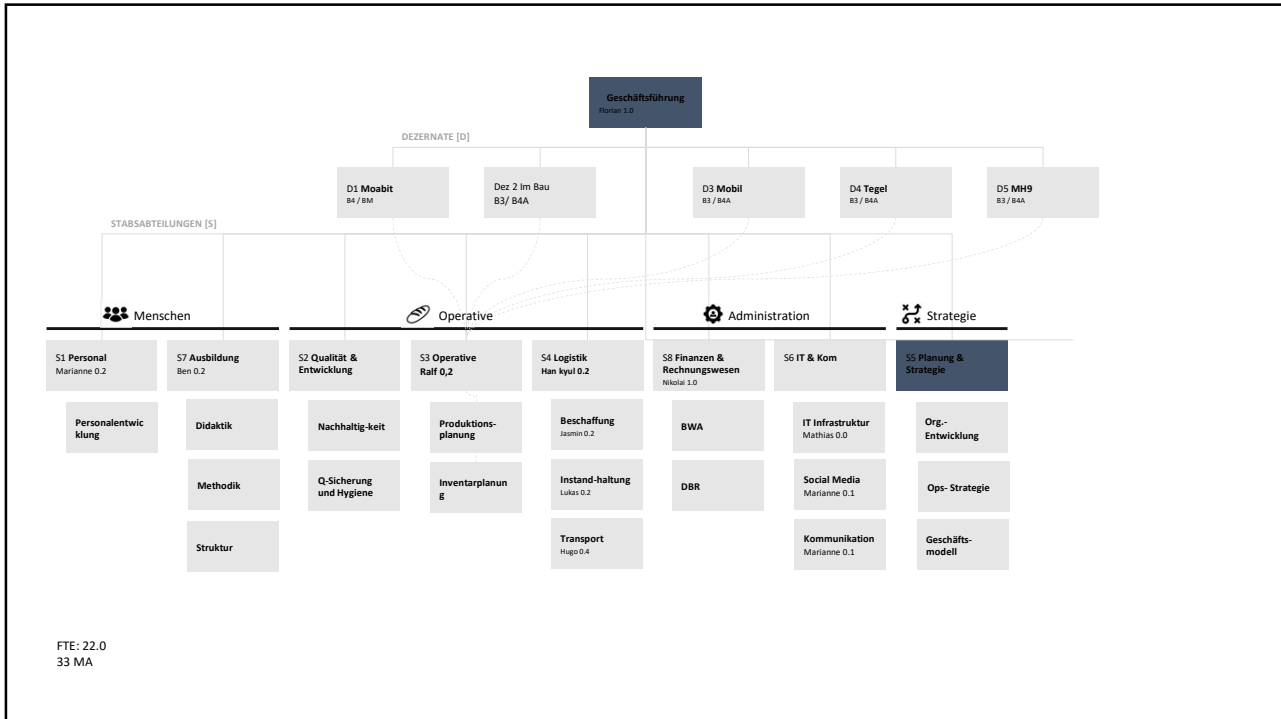 Geschäftsführung
Florian 1.0
DEZERNATE [D]
D1 Moabit
B4 / BM
Dez 2 Im Bau
B3/ B4A
D3 Mobil
B3 / B4A
D4 Tegel
B3 / B4A
D5 MH9
B3 / B4A
STABSABTEILUNGEN [S]
Menschen
Operative
Administration
Strategie
S1 Personal
Marianne 0.2
S7 Ausbildung
Ben 0.2
S2 Qualität &
Entwicklung
S3 Operative
Ralf 0,2
S4 Logistik
Han kyul 0.2
S8 Finanzen &
Rechnungswesen
Nikolai 1.0
S6 IT & Kom
S5 Planung &
Strategie
Personalentwic
klung
Didaktik
Nachhaltig-keit
Produktions-
planung
Beschaffung
Jasmin 0.2
BWA
IT Infrastruktur
Mathias 0.0
Org.-
Entwicklung
Methodik
Q-Sicherung
und Hygiene
Inventarplanun
g
Instand-haltung
Lukas 0.2
DBR
Social Media
Marianne 0.1
Ops- Strategie
Struktur
Transport
Hugo 0.4
Kommunikation
Marianne 0.1
Geschäfts-
modell
FTE: 22.0
33 MA